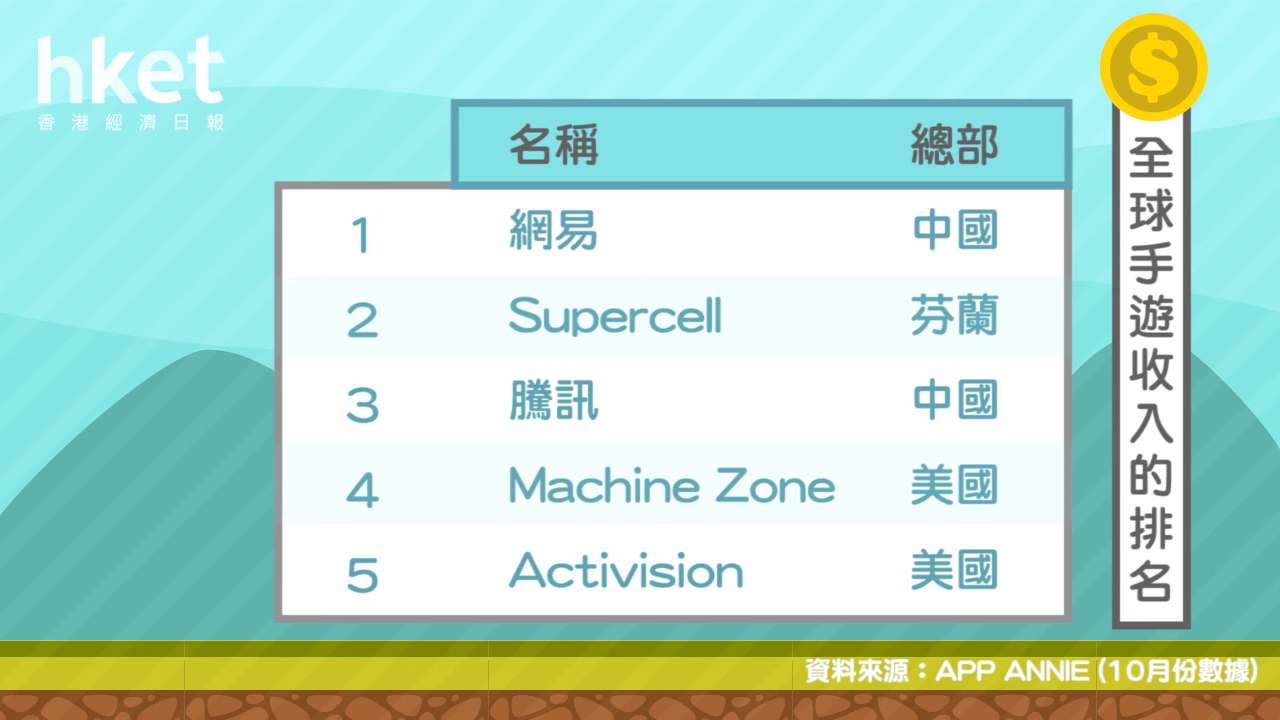 hket
香港經濟日報
全球手遊收入的排名
名稱 總部
1 網易 中國
2 Supercell 芬蘭
3 騰訊 中國
4 Machine Zone 美國
5 Activision 美國
資料來源：APP ANNIE (10月份數據)